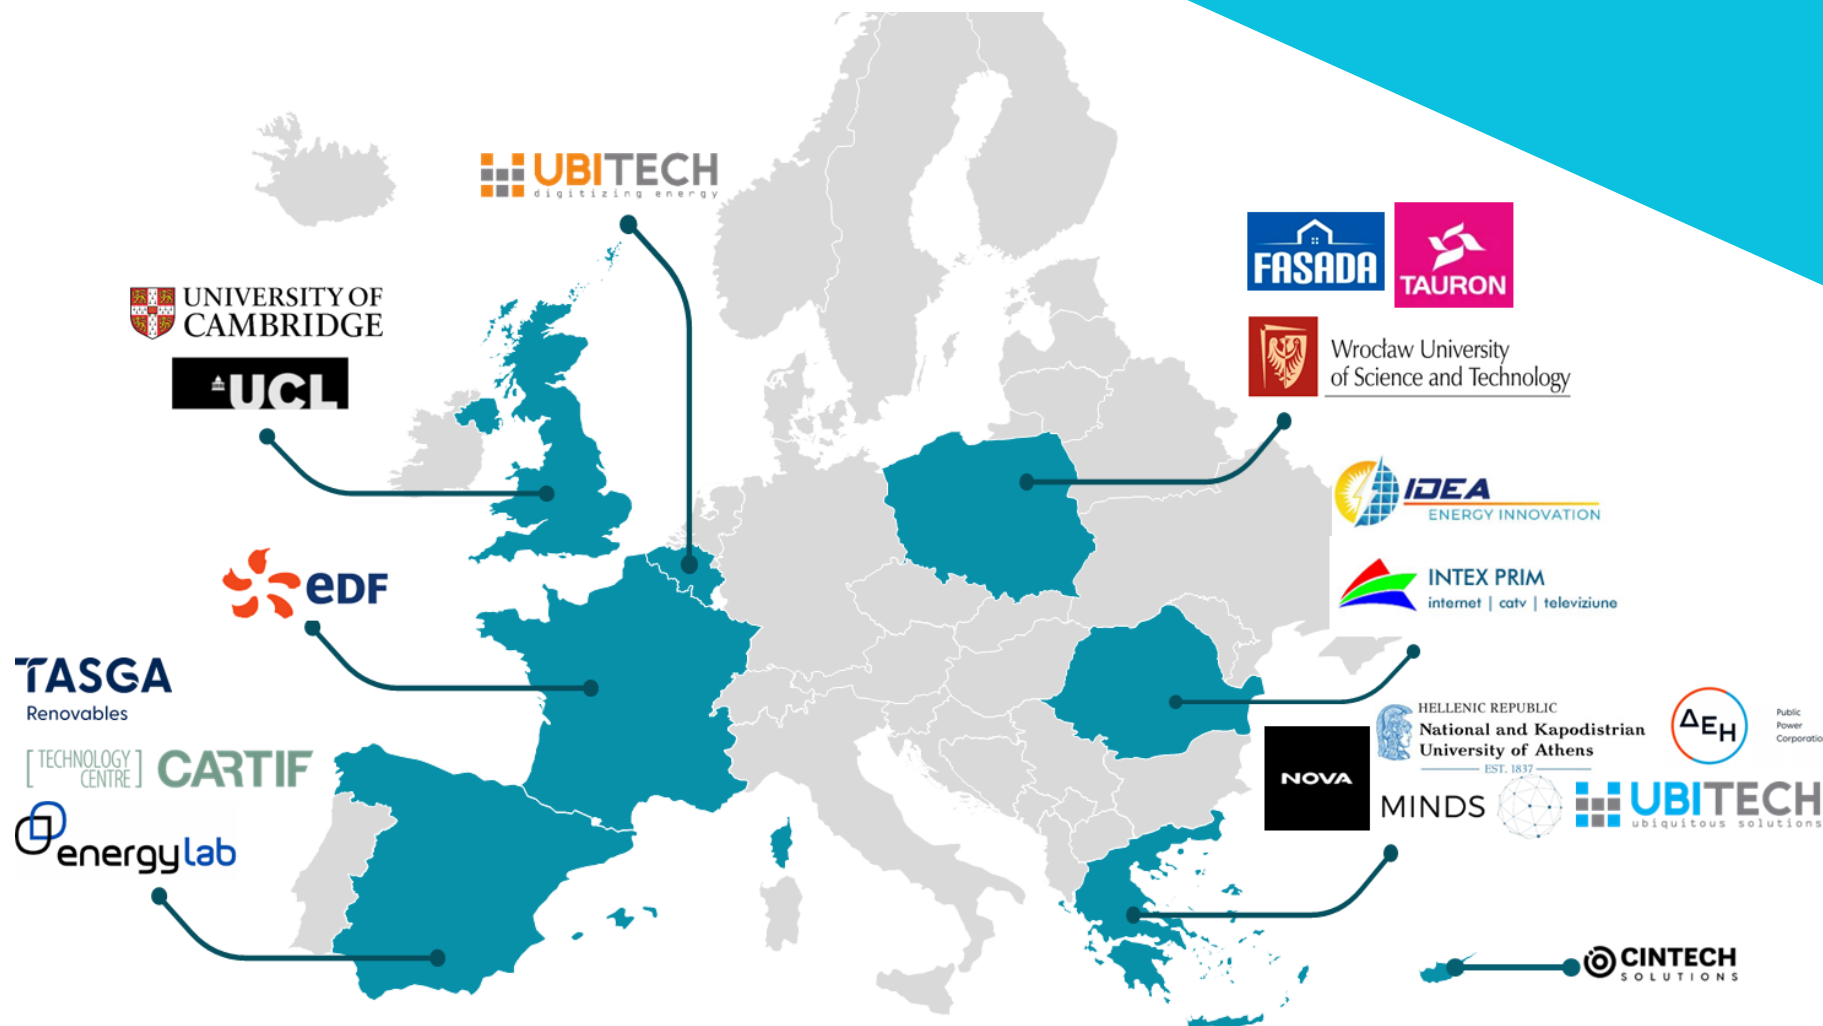 UBITECH
digitizing energy
UNIVERSITY OF
CAMBRIDGE
UCL
FASADA
TAURON
Wrocław University
of Science and Technology
IDEA
ENERGY INNOVATION
INTEX PRIM
internet | catv | televiziune
eDF
TASGA
Renovables
[TECHNOLOGY
CENTRE]
CARTIF
energylab
HELLENIC REPUBLIC
National and Kapodistrian
University of Athens
EST. 1837
ΔΕΗ
Public
Power
Corporatio
NOVA
MINDS
UBITECH
ubiquitous solutions
CINTECH
SOLUTIONS